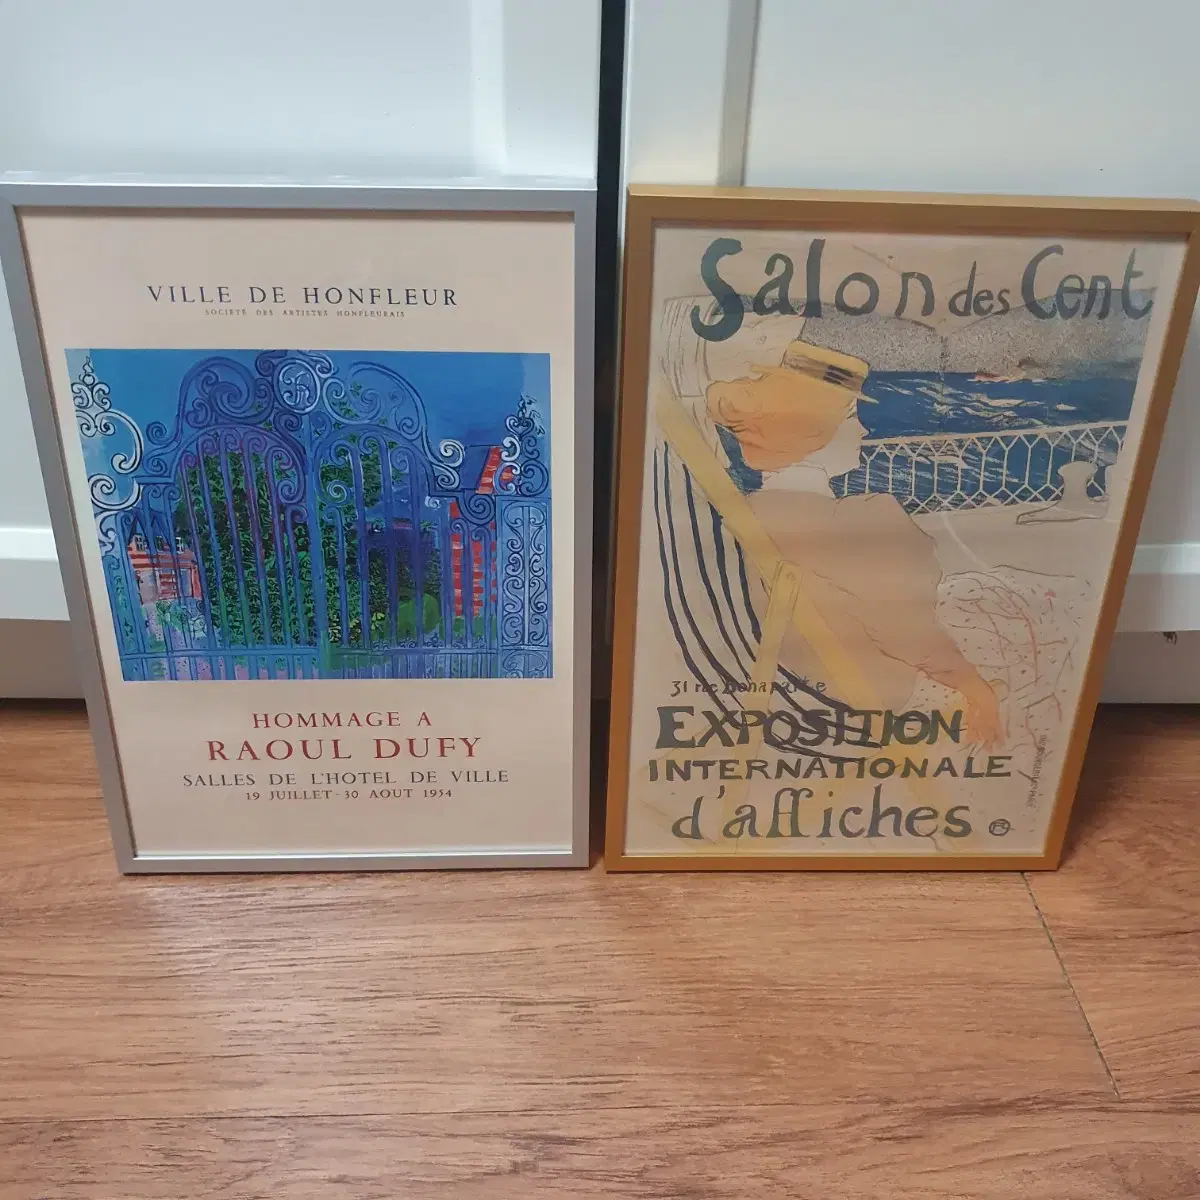 VILLE DE HONFLEUR
SOCIETE DES ARTISTES HONFLEURAIS
HOMMAGE A
RAOUL DUFY
SALLES DE L'HOTEL DE VILLE
19 JUILLET - 30 AOUT 1954
Salon des Cent
31 rue Bonaparte
EXPOSITION
INTERNATIONALE
d'affiches